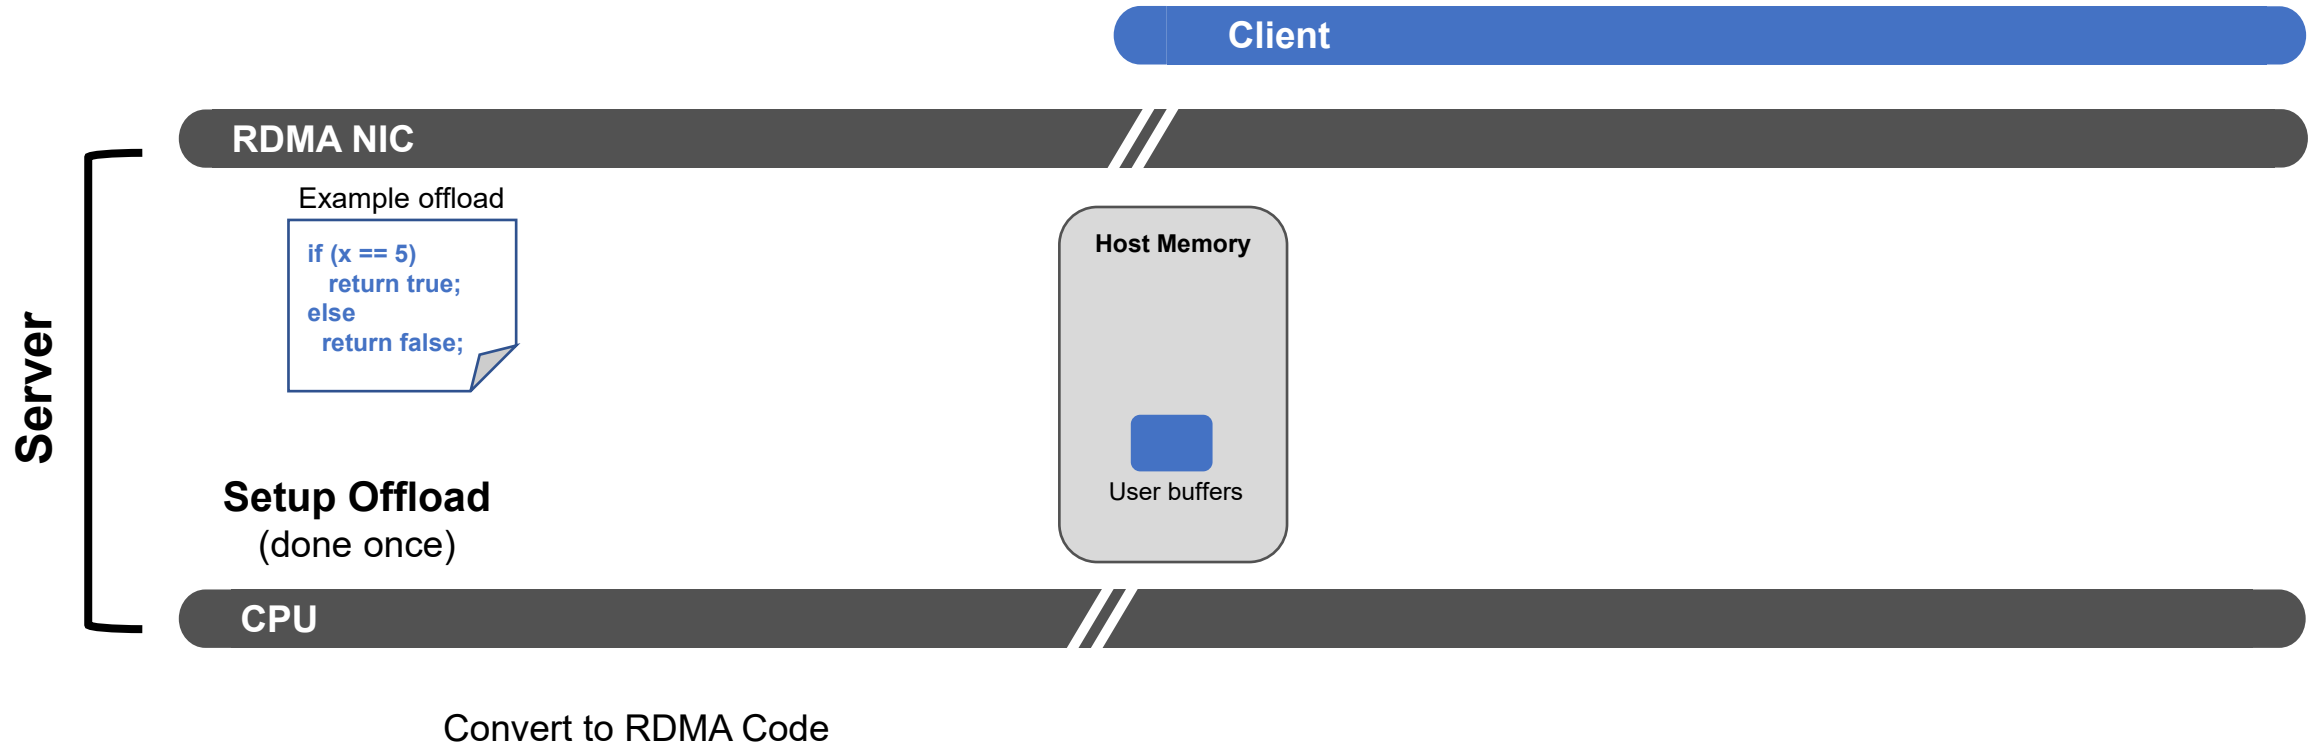 Client
RDMA NIC
Example offload
if (x == 5)
return true;
else
return false;
Host Memory
User buffers
Server
Setup Offload
(done once)
CPU
Convert to RDMA Code